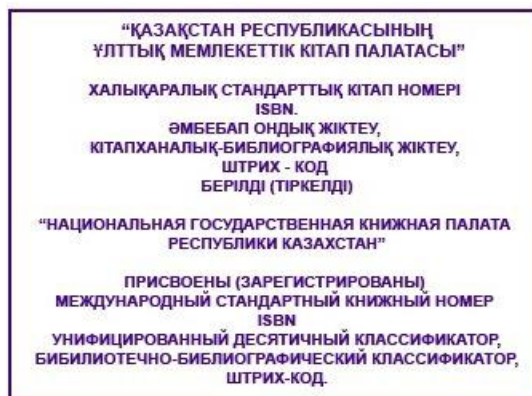 “ҚАЗАҚСТАН РЕСПУБЛИКАСЫНЫҢ
ҰЛТТЫҚ МЕМЛЕКЕТТІК КІТАП ПАЛАТАСЫ”
ХАЛЫҚАРАЛЫҚ СТАНДАРТТЫҚ КІТАП НОМЕРІ
ISBN.
ӘМБЕБАП ОНДЫҚ ЖІКТЕУ,
КІТАПХАНАЛЫҚ-БИБЛИОГРАФИЯЛЫҚ ЖІКТЕУ,
ШТРИХ - КОД
БЕРІЛДІ (ТІРКЕЛДІ)
“НАЦИОНАЛЬНАЯ ГОСУДАРСТВЕННАЯ КНИЖНАЯ ПАЛАТА
РЕСПУБЛИКИ КАЗАХСТАН”
ПРИСВОЕНЫ (ЗАРЕГИСТРИРОВАНЫ)
МЕЖДУНАРОДНЫЙ СТАНДАРТНЫЙ КНИЖНЫЙ НОМЕР
ISBN
УНИФИЦИРОВАННЫЙ ДЕСЯТИЧНЫЙ КЛАССИФИКАТОР,
БИБИЛИОТЕЧНО-БИБЛИОГРАФИЧЕСКИЙ КЛАССИФИКАТОР,
ШТРИХ-КОД.